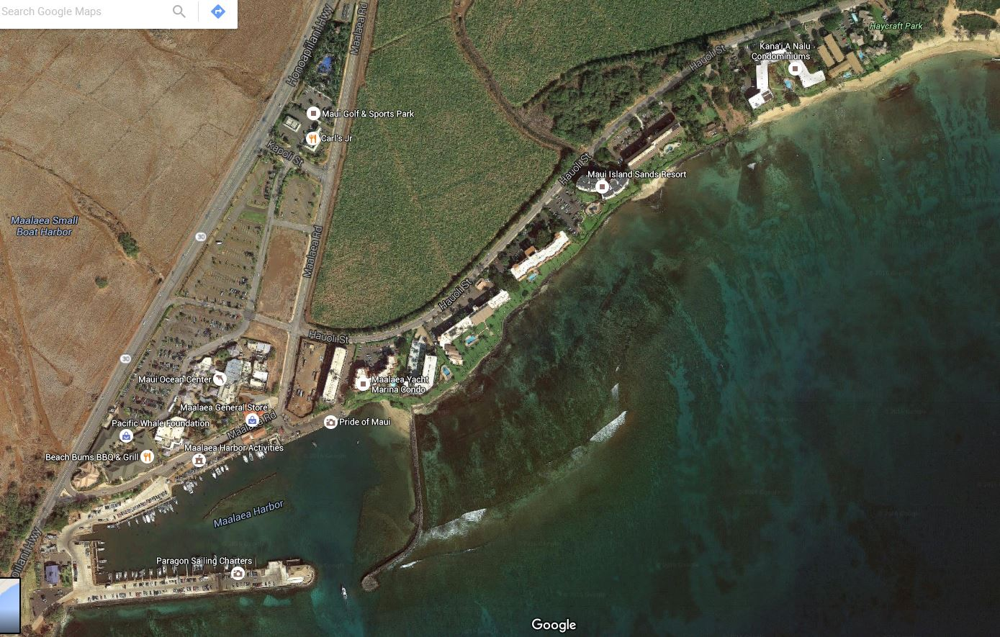 Search Google Maps
Honoapiilani Hwy
Maalaea Rd
Hauoli St
Haycraft Park
Kana'i A Nalu
Condominiums
Maui Golf & Sports Park
Carl's Jr
Kapoli St
Hauoli St
Maui Island Sands Resort
Maalaea Small
Boat Harbor
30
Maalaea Rd
Hauoli St
Hauoli St
30
Maui Ocean Center
Maalaea Yacht
Marina Condo
Maalaea General Store
Maalaea Rd
Pacific Whale Foundation
Pride of Maui
Maalaea Harbor Activities
Beach Bums BBQ & Grill
Maalaea Harbor
Paragon Sailing Charters
Google